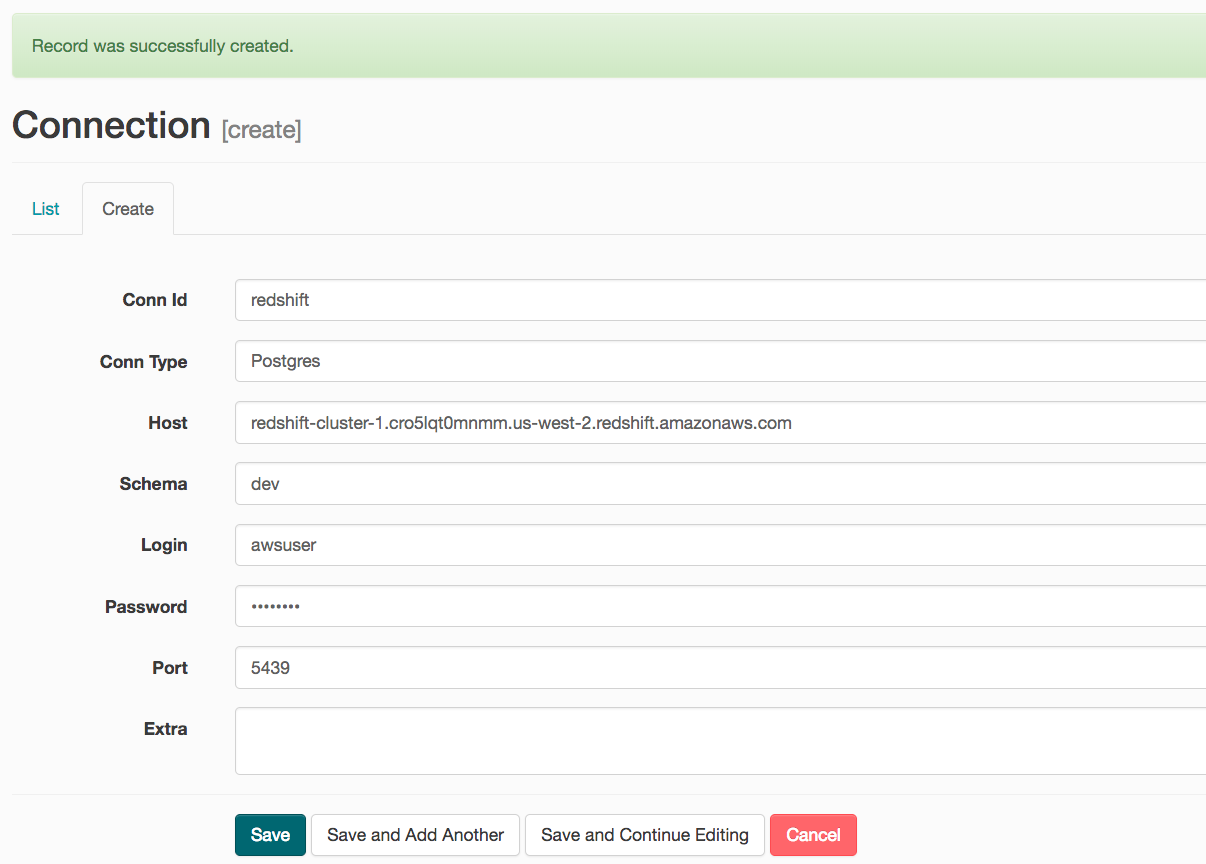 Record was successfully created.
Connection [create]
List Create
Conn Id redshift
Conn Type Postgres
Host redshift-cluster-1.cro5lqt0mnmm.us-west-2.redshift.amazonaws.com
Schema dev
Login awsuser
Password ••••••••
Port 5439
Extra
Save Save and Add Another Save and Continue Editing Cancel